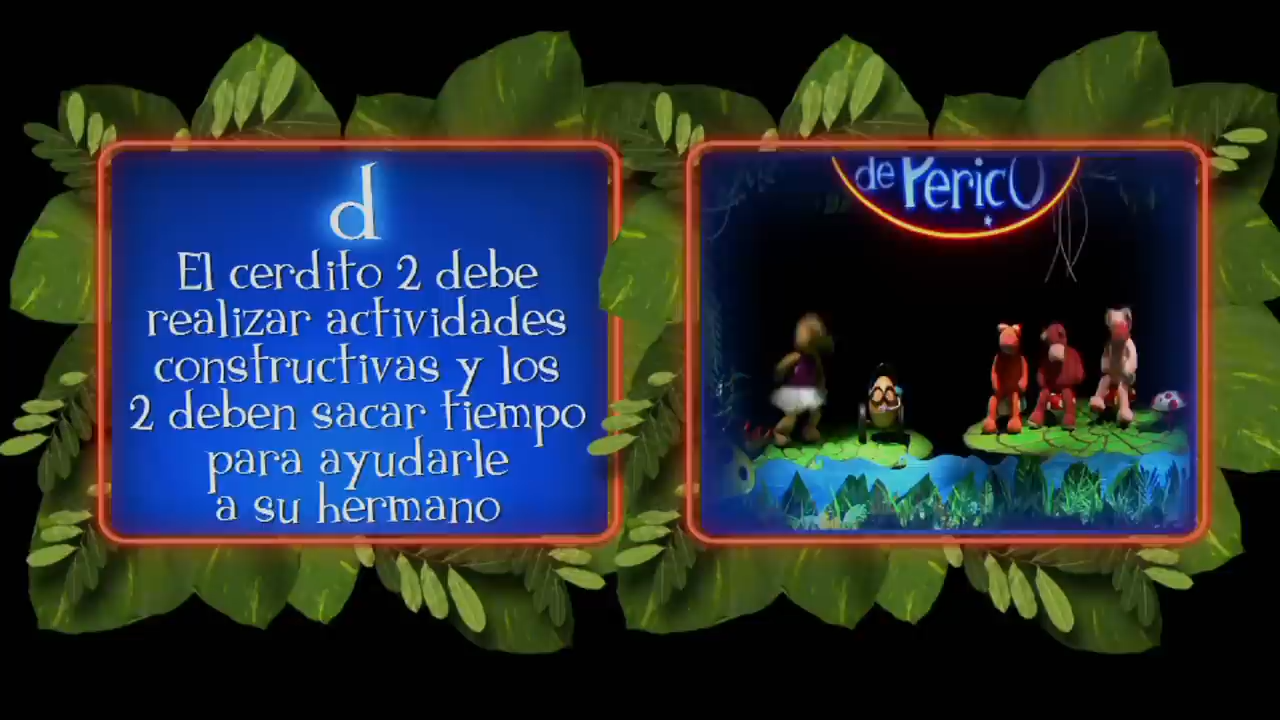 d
El cerdito 2 debe
realizar actividades
constructivas y los
2 deben sacar tiempo
para ayudarle
a su hermano
de Perico